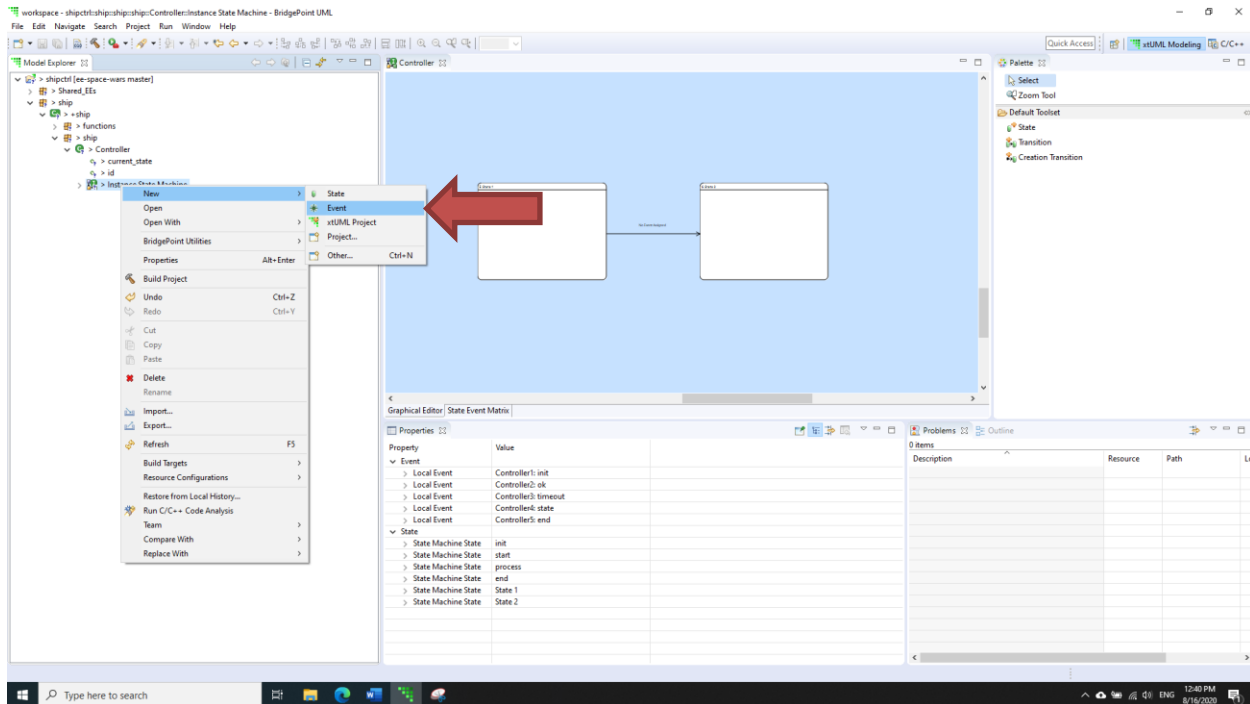 workspace - shipctrl::ship::ship::ship::Controller::Instance State Machine - BridgePoint UML
File Edit Navigate Search Project Run Window Help
Quick Access xtUML Modeling C/C++
Model Explorer
> shipctrl [ee-space-wars master]
> Shared_EEs
> ship
> +ship
> functions
> ship
> Controller
> current_state
> id
> Instance State Machine
New
Open
Open With
BridgePoint Utilities
Properties Alt+Enter
Build Project
Undo Ctrl+Z
Redo Ctrl+Y
Cut
Copy
Paste
Delete
Rename
Import...
Export...
Refresh F5
Build Targets
Resource Configurations
Restore from Local History...
Run C/C++ Code Analysis
Team
Compare With
Replace With
State
Event
xtUML Project
Project...
Other... Ctrl+N
Controller
No Event Assigned
Graphical Editor State Event Matrix
Palette
Select
Zoom Tool
Default Toolset
State
Transition
Creation Transition
Properties
Property Value
Event
Local Event Controller1: init
Local Event Controller2: ok
Local Event Controller3: timeout
Local Event Controller4: state
Local Event Controller5: end
State
State Machine State init
State Machine State start
State Machine State process
State Machine State end
State Machine State State 1
State Machine State State 2
Problems Outline
0 items
Description Resource Path
Type here to search
ENG
12:40 PM
8/16/2020